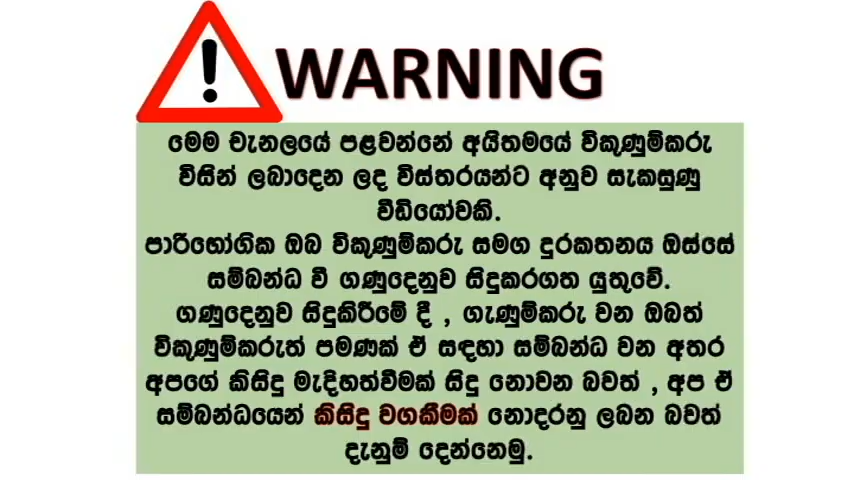 WARNING
මෙම චැනලයේ පළවන්නේ අයිතමයේ විකුණුම්කරු
විසින් ලබාදෙන ලද විස්තරයන්ට අනුව සැකසුණු
වීඩියෝවකි.
පාරිභෝගික ඔබ විකුණුම්කරු සමග දුරකතනය ඔස්සේ
සම්බන්ධ වී ගණුදෙනුව සිදුකරගත යුතුවේ.
ගණුදෙනුව සිදුකිරීමේ දී , ගැණුම්කරු වන ඔබත්
විකුණුම්කරුත් පමණක් ඒ සඳහා සම්බන්ධ වන අතර
අපගේ කිසිදු මැදිහත්වීමක් සිදු නොවන බවත් , අප ඒ
සම්බන්ධයෙන් කිසිදු වගකීමක් නොදරනු ලබන බවත්
දැනුම් දෙන්නෙමු.